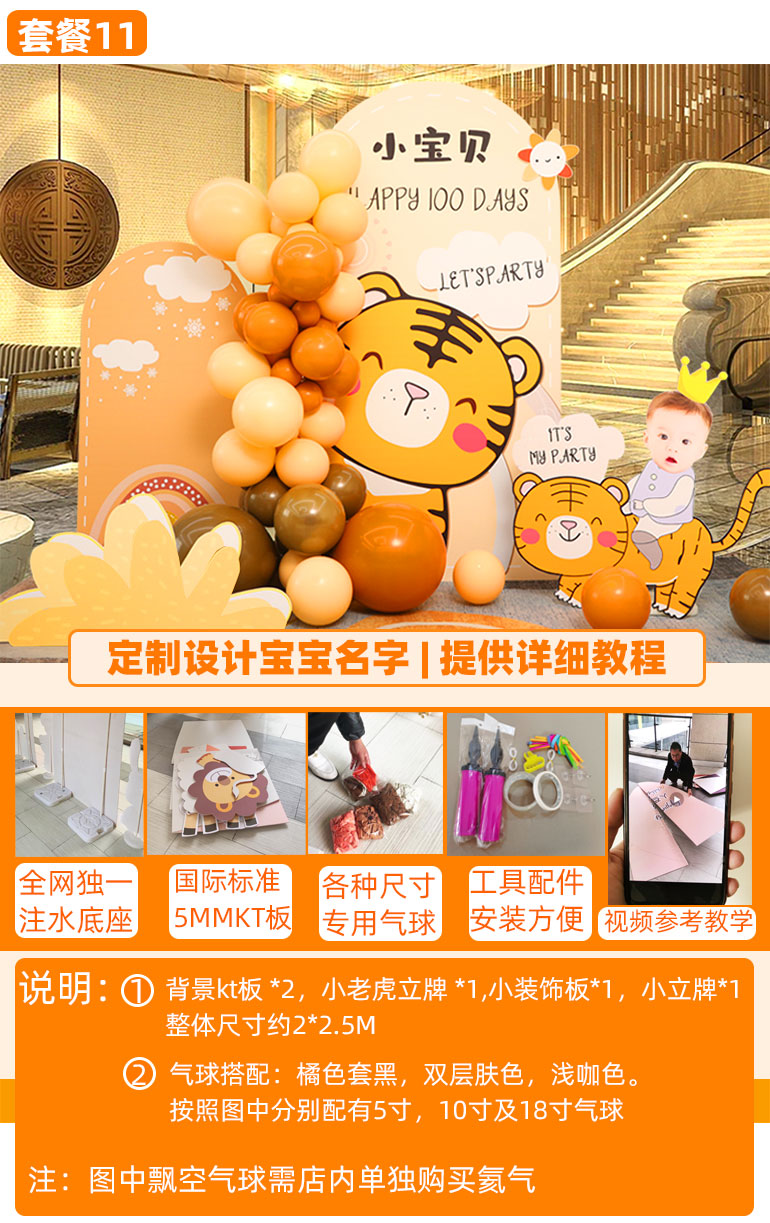 套餐11
小宝贝
HAPPY 100 DAYS
LET'S PARTY
IT'S
MY PARTY
定制设计宝宝名字 | 提供详细教程
全网独一
注水底座
国际标准
5MMKT板
各种尺寸
专用气球
工具配件
安装方便
视频参考教学
说明：① 背景kt板 *2，小老虎立牌 *1,小装饰板*1，小立牌*1
整体尺寸约2*2.5M
② 气球搭配：橘色套黑，双层肤色，浅咖色。
按照图中分别配有5寸，10寸及18寸气球
注：图中飘空气球需店内单独购买氦气